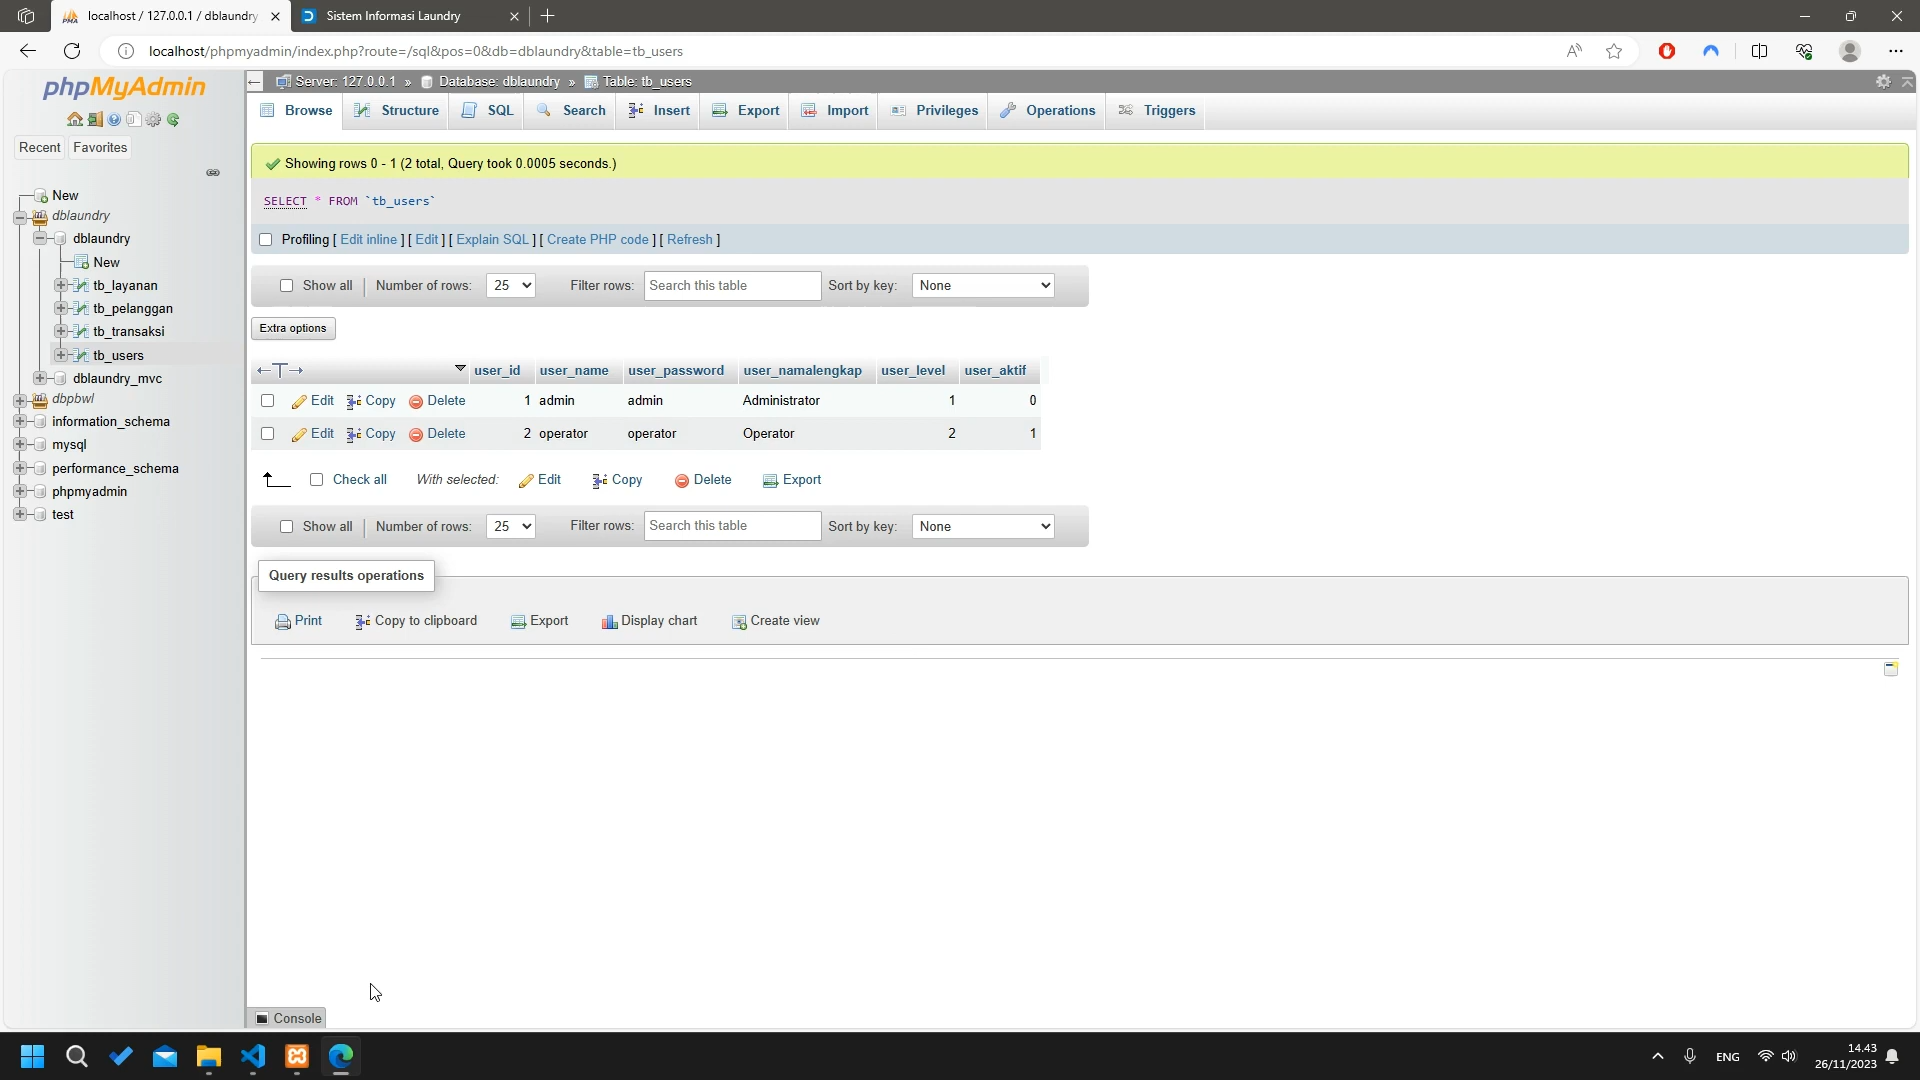 localhost / 127.0.0.1 / dblaundry
Sistem Informasi Laundry
localhost/phpmyadmin/index.php?route=/sql&pos=0&db=dblaundry&table=tb_users
phpMyAdmin
Server: 127.0.0.1 » Database: dblaundry » Table: tb_users
Browse Structure SQL Search Insert Export Import Privileges Operations Triggers
Recent Favorites
New
dblaundry
dblaundry
New
tb_layanan
tb_pelanggan
tb_transaksi
tb_users
dblaundry_mvc
dbpbwl
information_schema
mysql
performance_schema
phpmyadmin
test
Showing rows 0 - 1 (2 total, Query took 0.0005 seconds.)
SELECT * FROM `tb_users`
Profiling [ Edit inline ] [ Edit ] [ Explain SQL ] [ Create PHP code ] [ Refresh ]
Show all Number of rows: 25 Filter rows: Search this table Sort by key: None
Extra options
user_id user_name user_password user_namalengkap user_level user_aktif
Edit Copy Delete 1 admin admin Administrator 1 0
Edit Copy Delete 2 operator operator Operator 2 1
Check all With selected: Edit Copy Delete Export
Show all Number of rows: 25 Filter rows: Search this table Sort by key: None
Query results operations
Print Copy to clipboard Export Display chart Create view
Console
ENG
14.43
26/11/2023